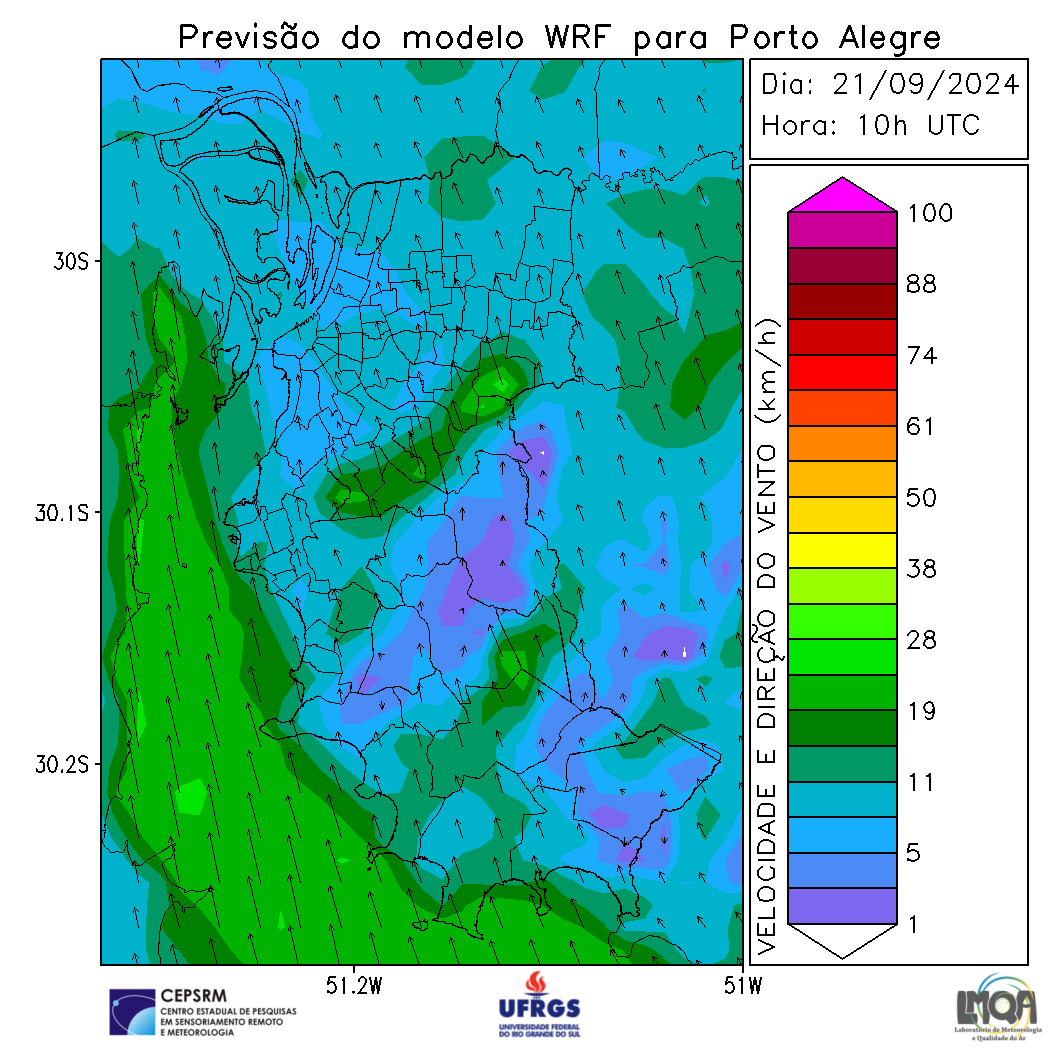 Previsão do modelo WRF para Porto Alegre
Dia: 21/09/2024
Hora: 10h UTC
30S
30.1S
30.2S
51.2W
51W
VELOCIDADE E DIREÇÃO DO VENTO (km/h)
100
88
74
61
50
38
28
19
11
5
1
CEPSRM
CENTRO ESTADUAL DE PESQUISAS
EM SENSORIAMENTO REMOTO
E METEOROLOGIA
UFRGS
UNIVERSIDADE FEDERAL
DO RIO GRANDE DO SUL
LMQA
Laboratório de Meteorologia
e Qualidade do Ar